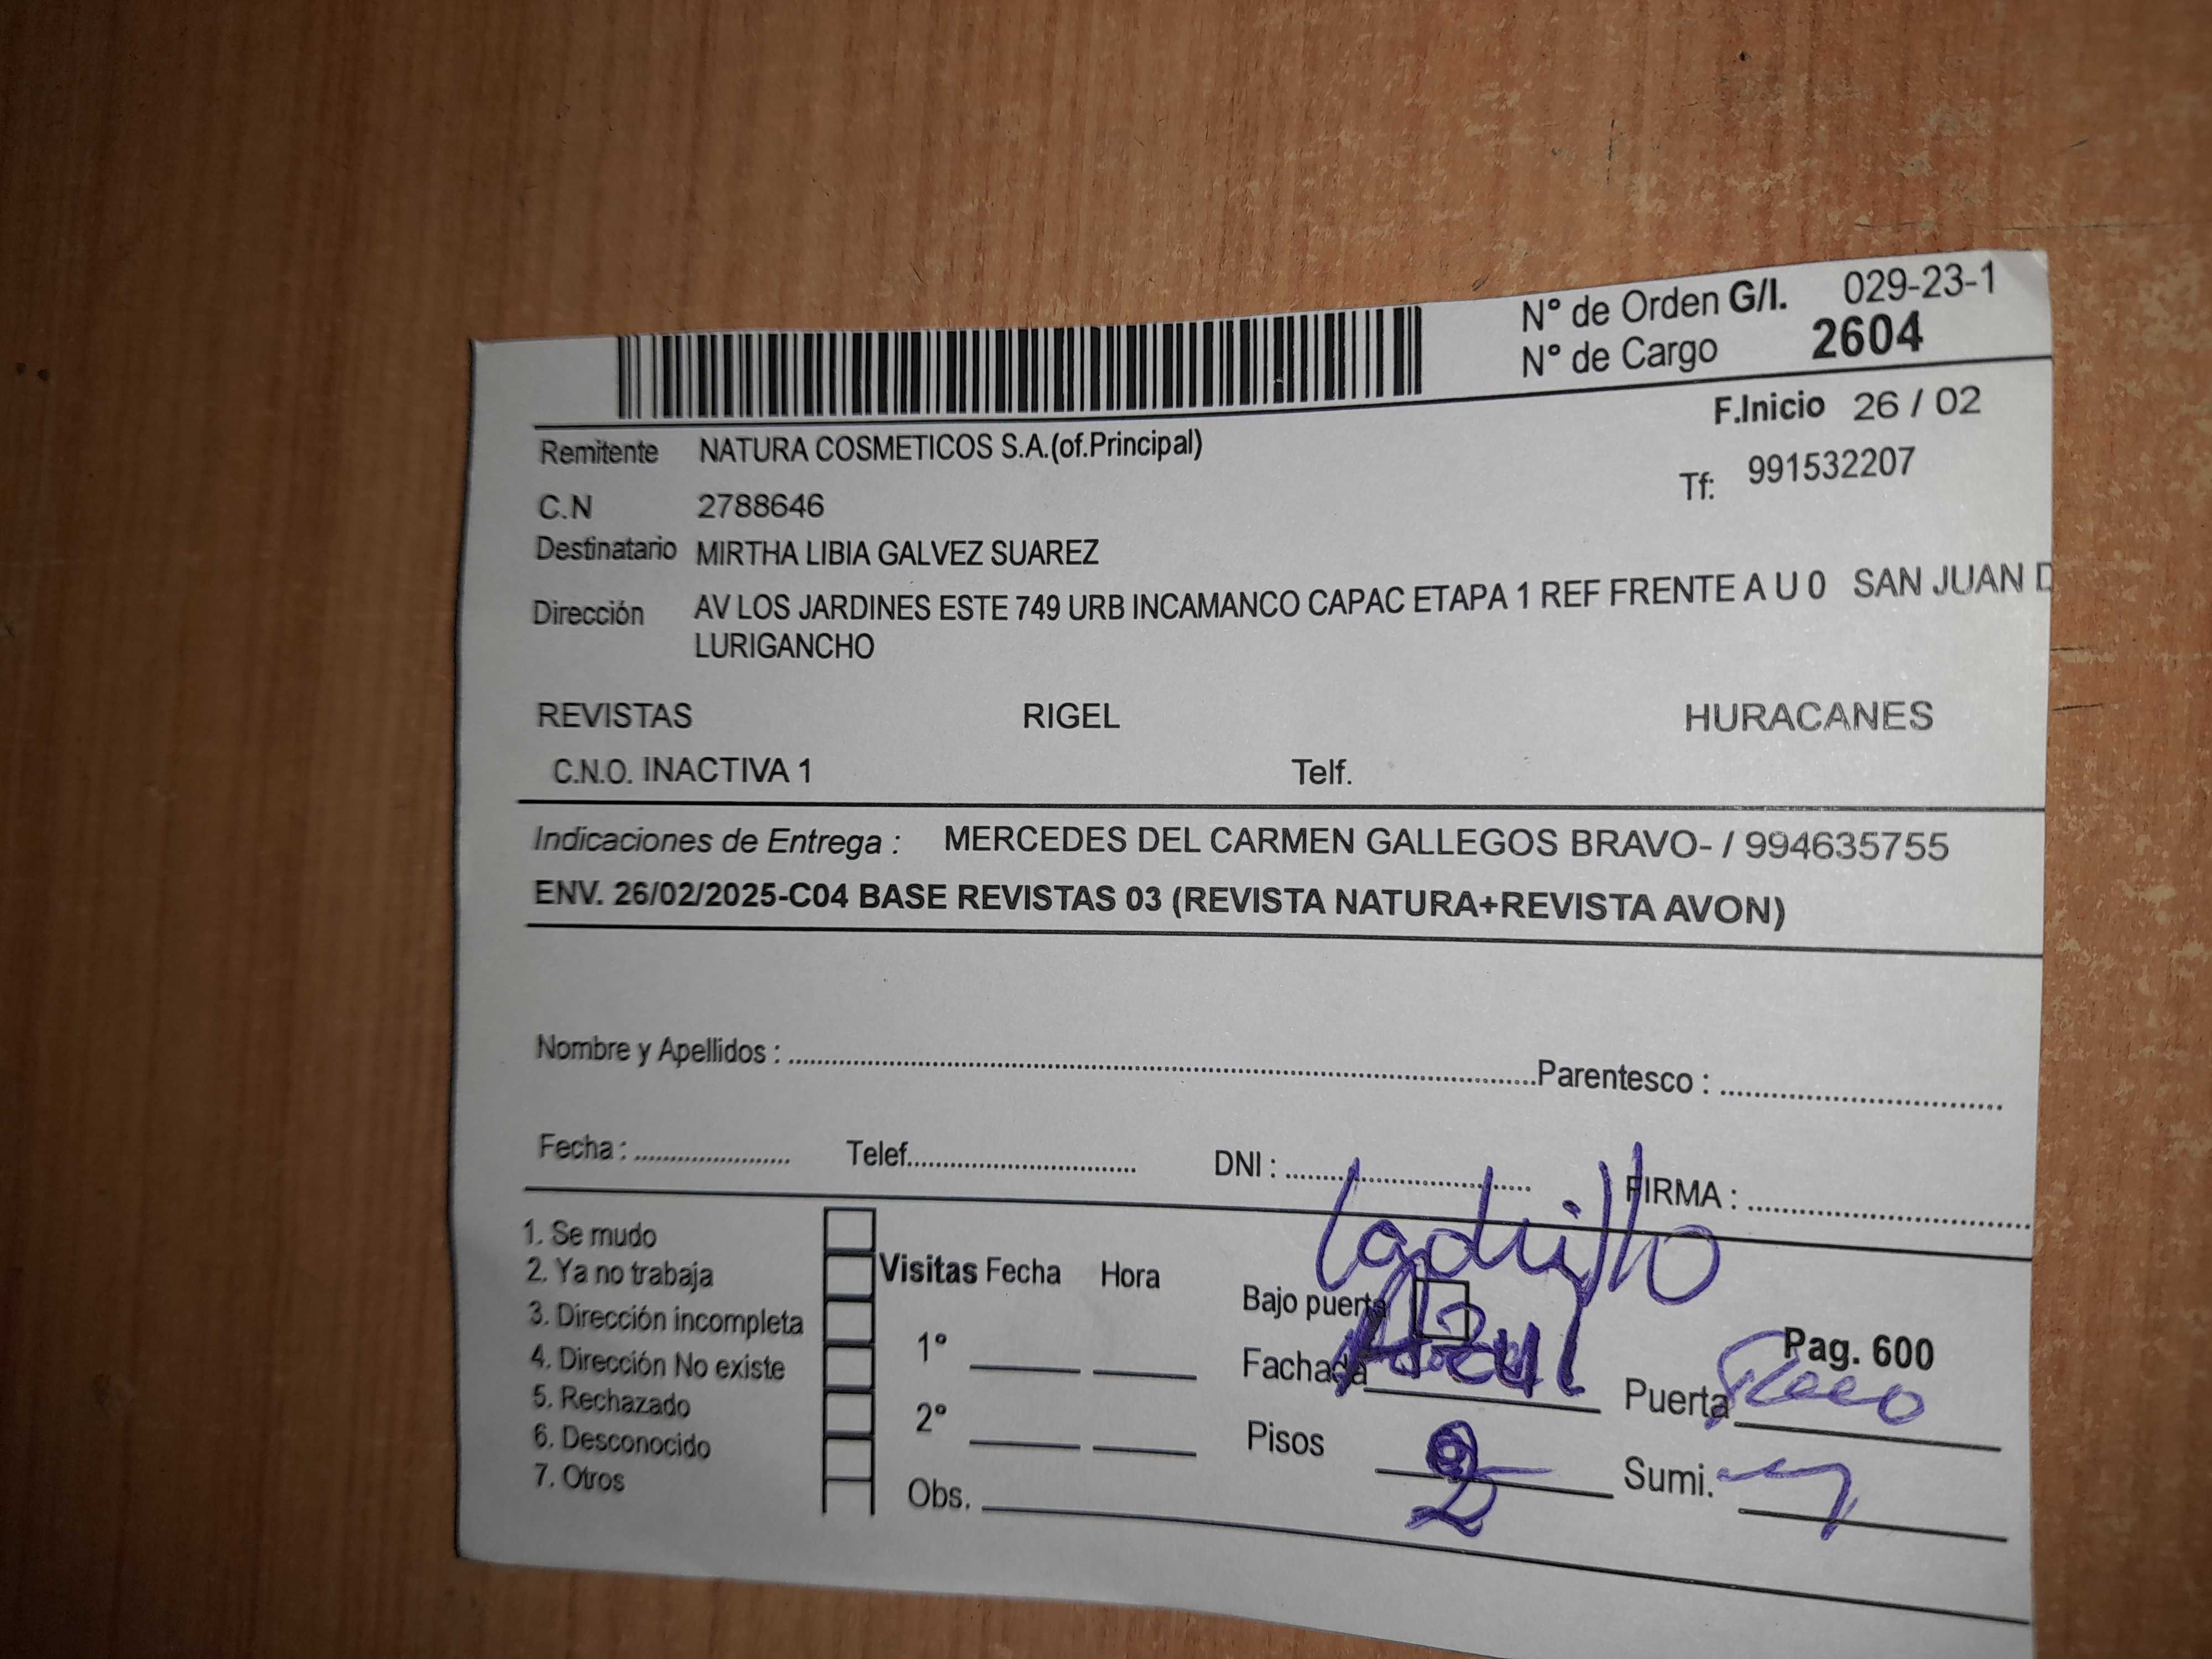 N° de Orden G/I. 029-23-1
N° de Cargo 2604
F.Inicio 26 / 02
Remitente NATURA COSMETICOS S.A.(of.Principal)
Tf: 991532207
C.N 2788646
Destinatario MIRTHA LIBIA GALVEZ SUAREZ
Dirección AV LOS JARDINES ESTE 749 URB INCAMANCO CAPAC ETAPA 1 REF FRENTE A U 0 SAN JUAN D
LURIGANCHO
REVISTAS RIGEL HURACANES
C.N.O. INACTIVA 1 Telf.
Indicaciones de Entrega : MERCEDES DEL CARMEN GALLEGOS BRAVO- / 994635755
ENV. 26/02/2025-C04 BASE REVISTAS 03 (REVISTA NATURA+REVISTA AVON)
Nombre y Apellidos : Parentesco :
Fecha : Telef. DNI : FIRMA :
Ladrillo
1. Se mudo
2. Ya no trabaja
3. Dirección incompleta
4. Dirección No existe
5. Rechazado
6. Desconocido
7. Otros
Visitas Fecha Hora
1°
2°
Obs.
Bajo puerta
Pag. 600
Fachada Azul Puerta
Pisos 2 Sumi.